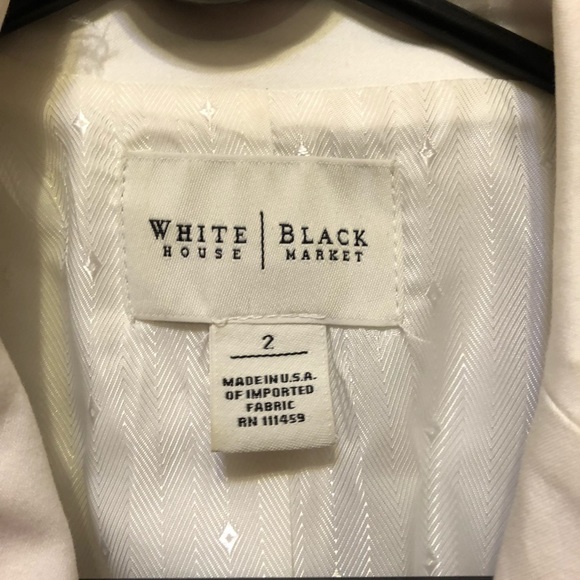 WHITE | BLACK
HOUSE | MARKET
2
MADE IN U.S.A.
OF IMPORTED
FABRIC
RN 111459